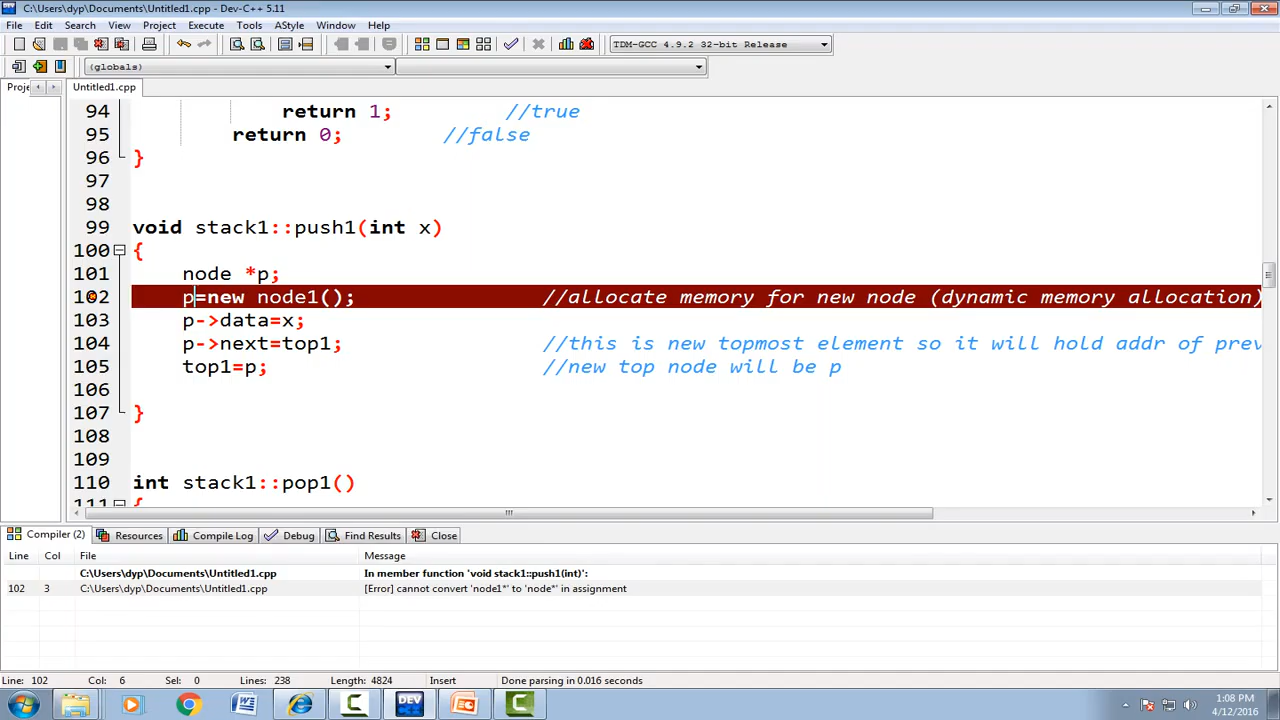 C:\Users\dyp\Documents\Untitled1.cpp - Dev-C++ 5.11
File Edit Search View Project Execute Tools AStyle Window Help
TDM-GCC 4.9.2 32-bit Release
(globals)
Proje Untitled1.cpp
94 return 1; //true
95 return 0; //false
96 }
97
98
99 void stack1::push1(int x)
100 {
101 node *p;
102 p=new node1(); //allocate memory for new node (dynamic memory allocation)
103 p->data=x;
104 p->next=top1; //this is new topmost element so it will hold addr of prev
105 top1=p; //new top node will be p
106
107 }
108
109
110 int stack1::pop1()
111 {
Compiler (2) Resources Compile Log Debug Find Results Close
Line Col File Message
C:\Users\dyp\Documents\Untitled1.cpp In member function 'void stack1::push1(int)':
102 3 C:\Users\dyp\Documents\Untitled1.cpp [Error] cannot convert 'node1*' to 'node*' in assignment
Line: 102 Col: 6 Sel: 0 Lines: 238 Length: 4824 Insert Done parsing in 0.016 seconds
DEV
1:08 PM
4/12/2016